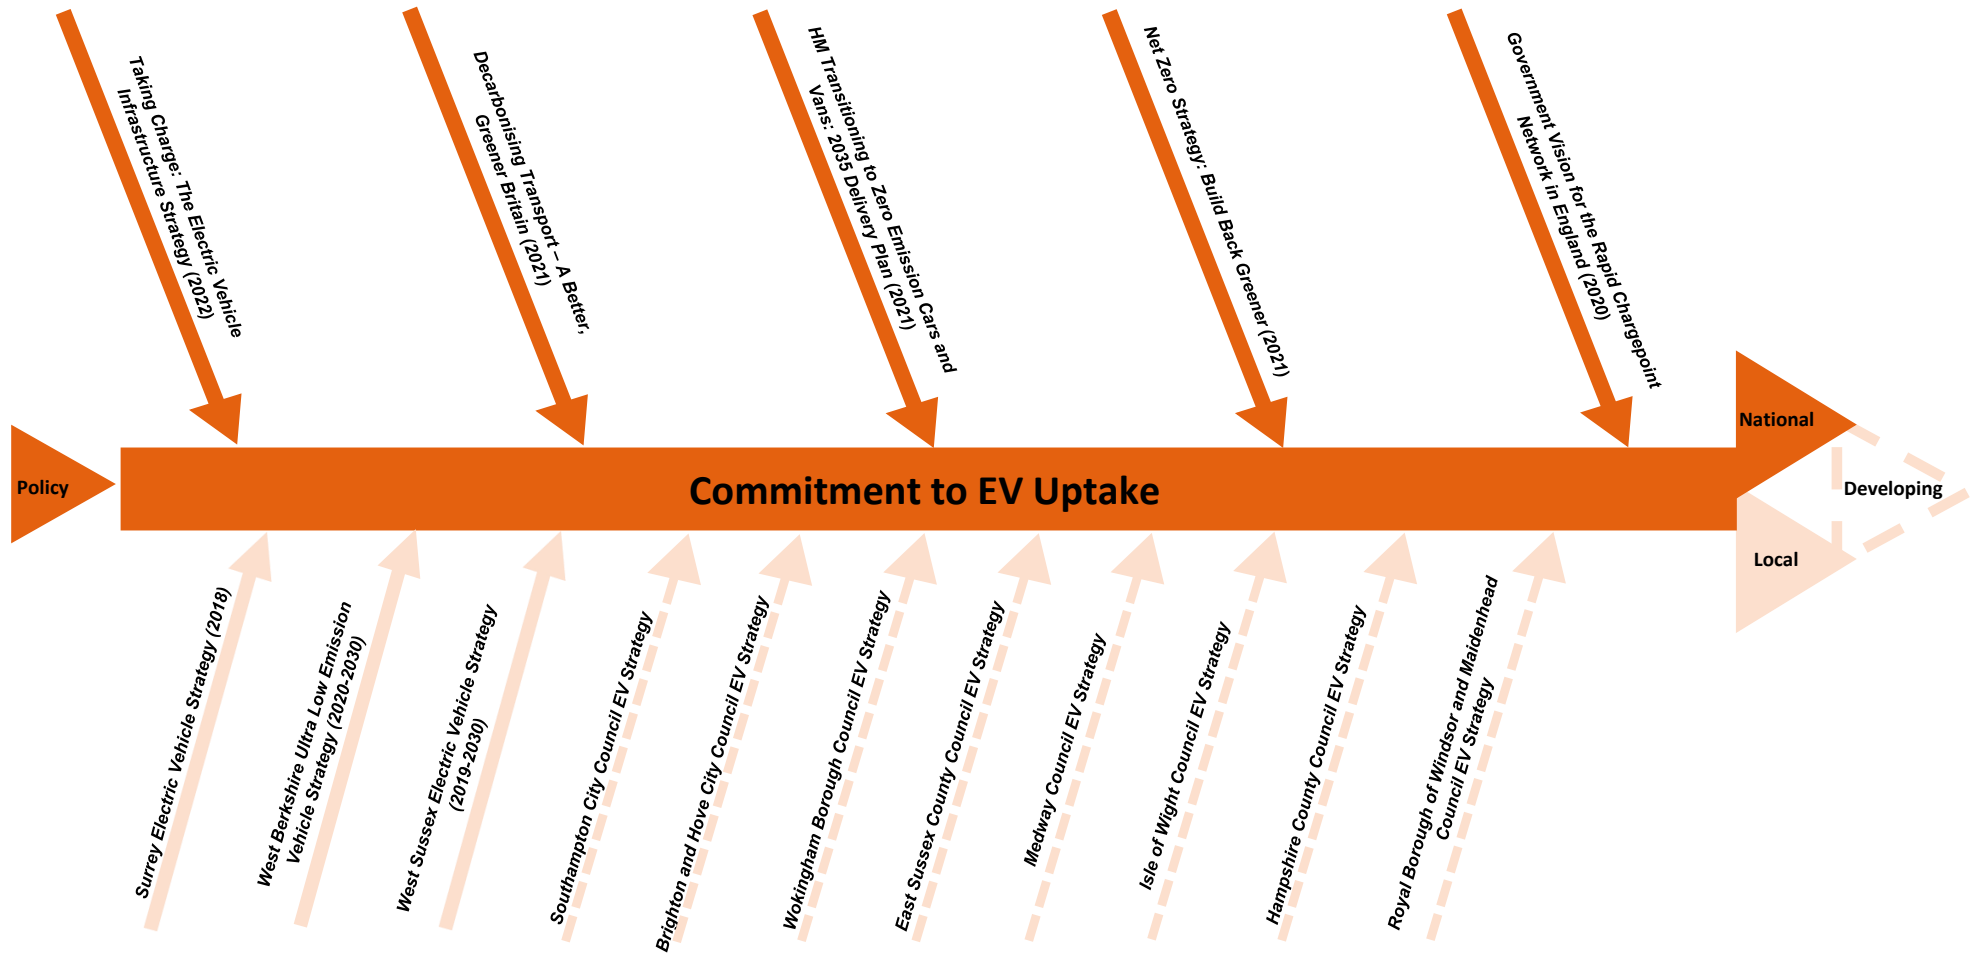 Taking Charge: The Electric Vehicle
Infrastructure Strategy (2022)
Decarbonising Transport – A Better,
Greener Britain (2021)
HM Transitioning to Zero Emission Cars and
Vans: 2035 Delivery Plan (2021)
Net Zero Strategy: Build Back Greener (2021)
Government Vision for the Rapid Chargepoint
Network in England (2020)
Policy
Commitment to EV Uptake
National
Developing
Local
Surrey Electric Vehicle Strategy (2018)
West Berkshire Ultra Low Emission
Vehicle Strategy (2020-2030)
West Sussex Electric Vehicle Strategy
(2019-2030)
Southampton City Council EV Strategy
Brighton and Hove City Council EV Strategy
Wokingham Borough Council EV Strategy
East Sussex County Council EV Strategy
Medway Council EV Strategy
Isle of Wight Council EV Strategy
Hampshire County Council EV Strategy
Royal Borough of Windsor and Maidenhead
Council EV Strategy